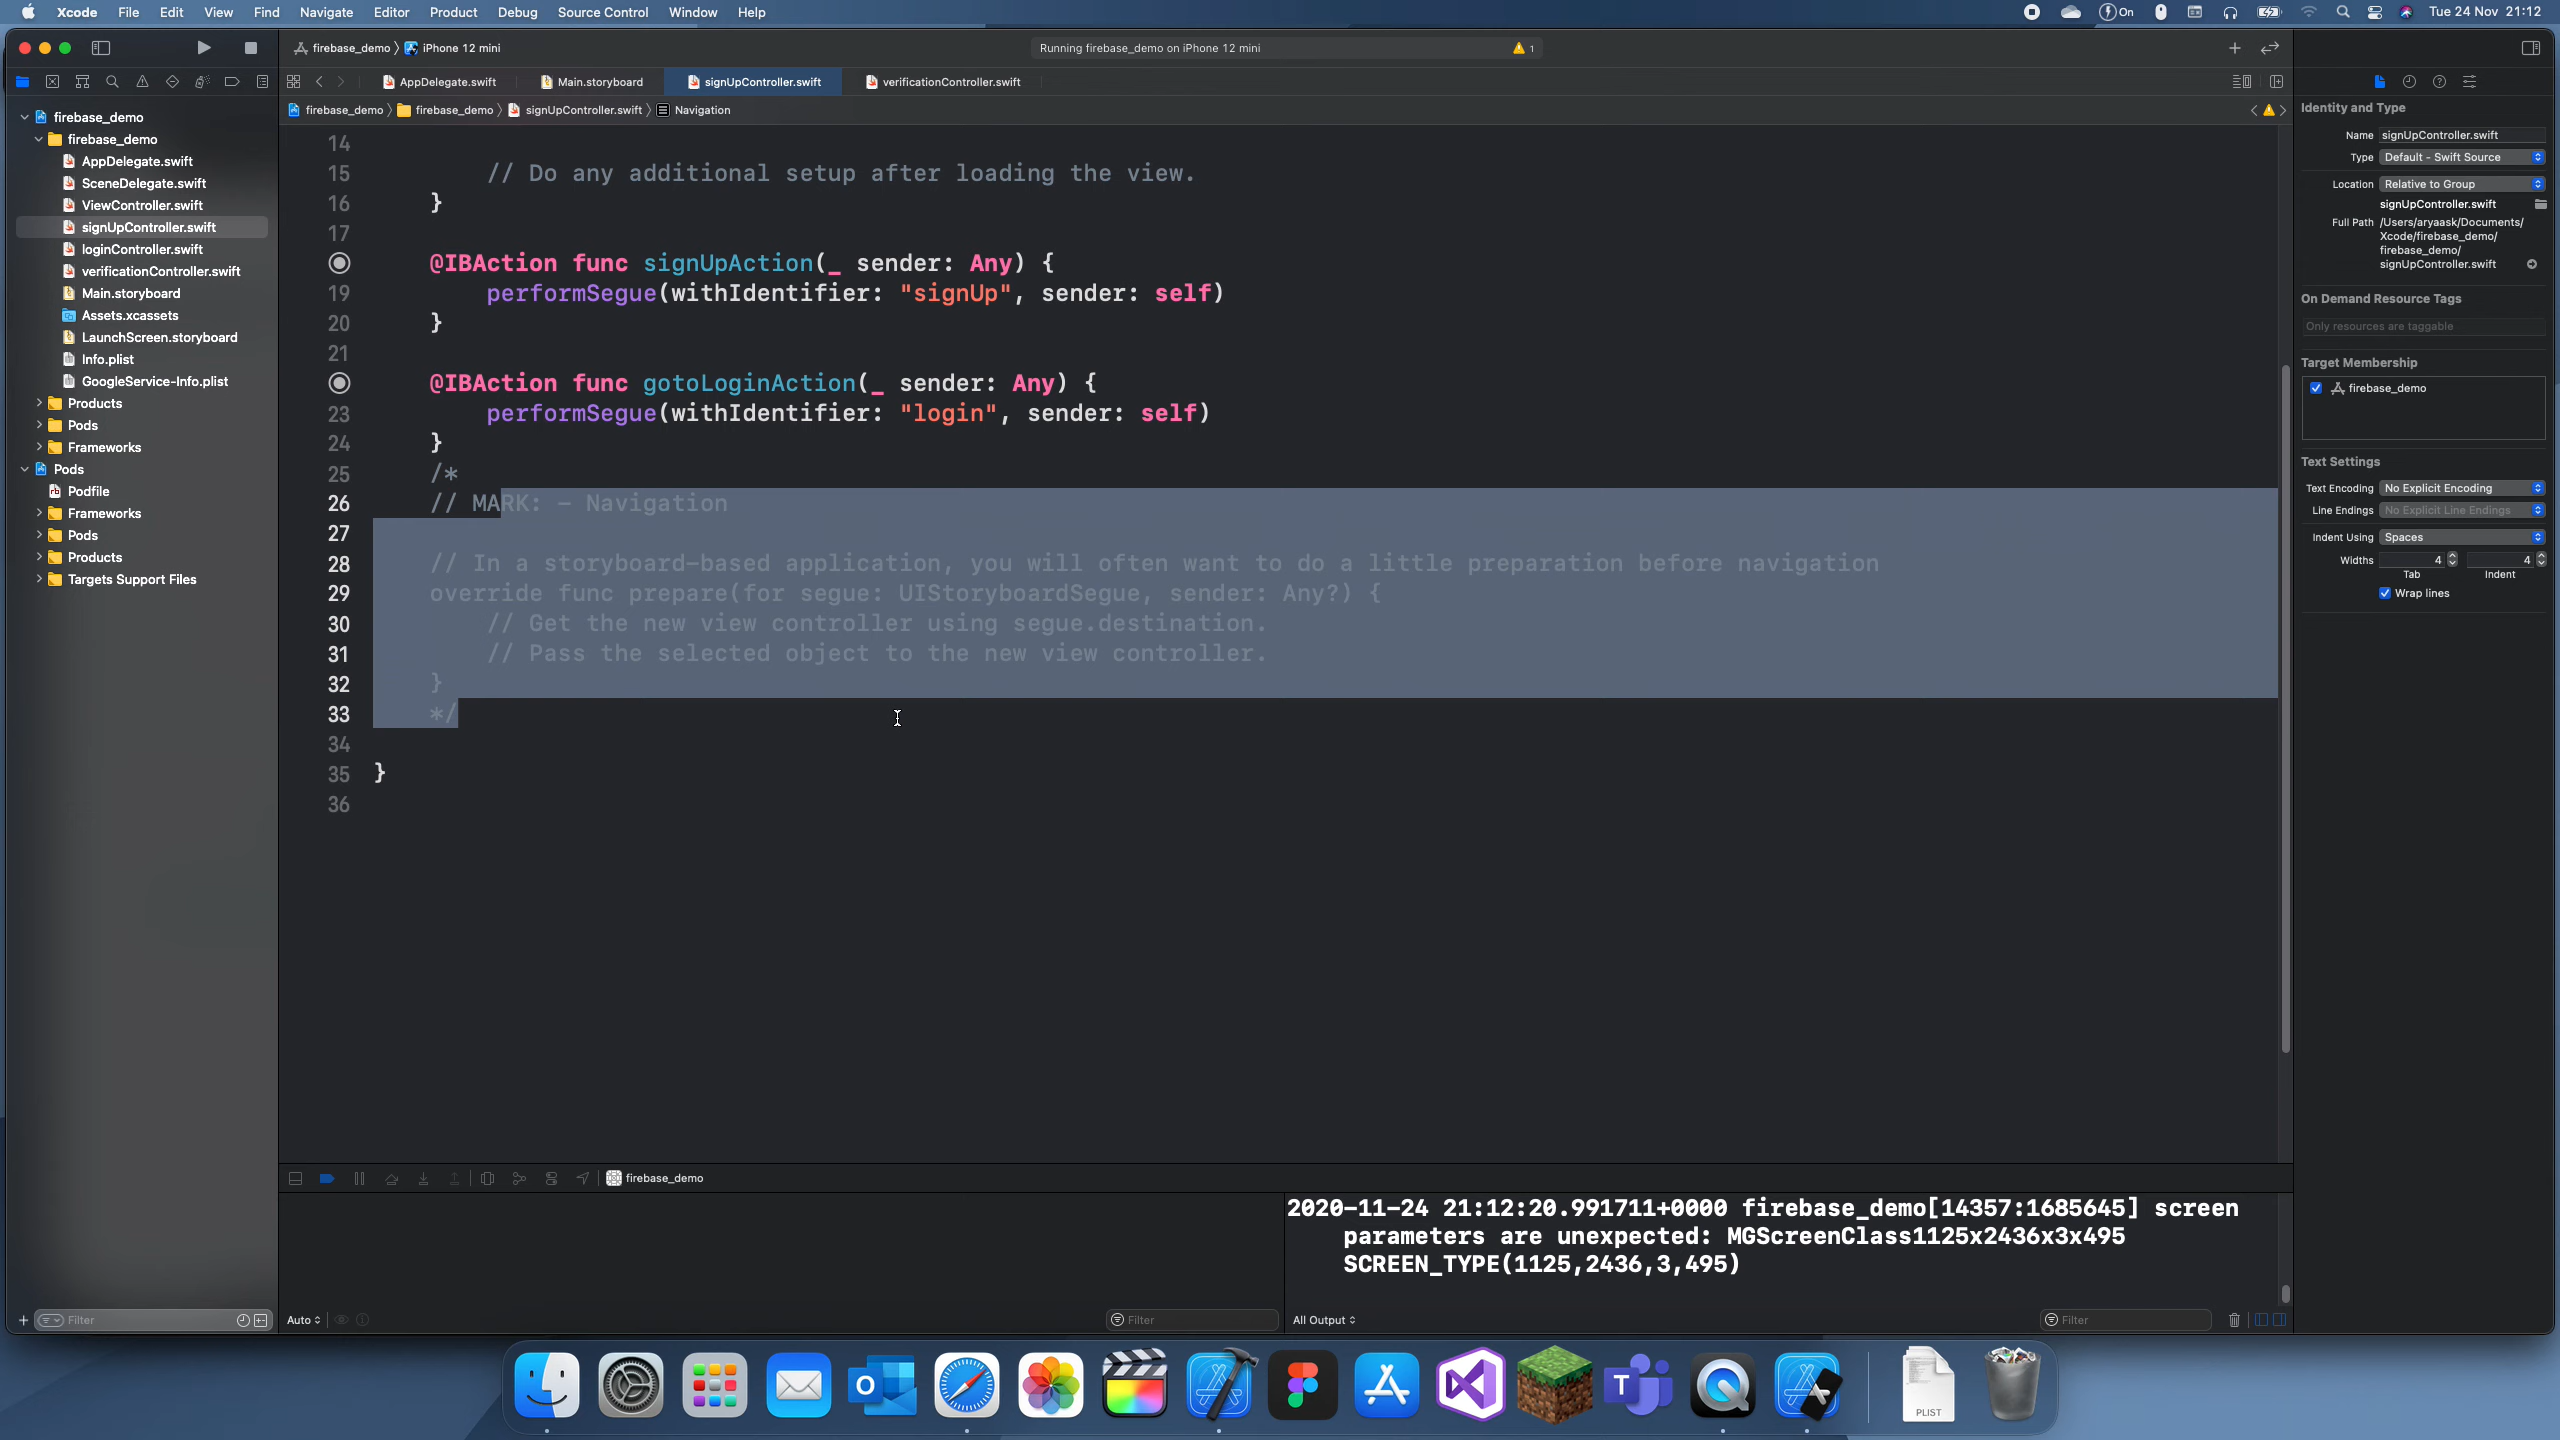 Xcode File Edit View Find Navigate Editor Product Debug Source Control Window Help
On
Tue 24 Nov 21:12
firebase_demo
iPhone 12 mini
Running firebase_demo on iPhone 12 mini
1
AppDelegate.swift
Main.storyboard
signUpController.swift
verificationController.swift
firebase_demo
firebase_demo
signUpController.swift
Navigation
firebase_demo
firebase_demo
AppDelegate.swift
SceneDelegate.swift
ViewController.swift
signUpController.swift
loginController.swift
verificationController.swift
Main.storyboard
Assets.xcassets
LaunchScreen.storyboard
Info.plist
GoogleService-Info.plist
Products
Pods
Frameworks
Pods
Podfile
Frameworks
Pods
Products
Targets Support Files
Filter
14
15 // Do any additional setup after loading the view.
16 }
17
@IBAction func signUpAction(_ sender: Any) {
19 performSegue(withIdentifier: "signUp", sender: self)
20 }
21
@IBAction func gotoLoginAction(_ sender: Any) {
23 performSegue(withIdentifier: "login", sender: self)
24 }
25 /*
26 // MARK: - Navigation
27
28 // In a storyboard-based application, you will often want to do a little preparation before navigation
29 override func prepare(for segue: UIStoryboardSegue, sender: Any?) {
30 // Get the new view controller using segue.destination.
31 // Pass the selected object to the new view controller.
32 }
33 */
34
35 }
36
firebase_demo
Auto
Filter
2020-11-24 21:12:20.991711+0000 firebase_demo[14357:1685645] screen
parameters are unexpected: MGScreenClass1125x2436x3x495
SCREEN_TYPE(1125,2436,3,495)
All Output
Filter
Identity and Type
Name signUpController.swift
Type Default - Swift Source
Location Relative to Group
signUpController.swift
Full Path /Users/aryaask/Documents/
Xcode/firebase_demo/
firebase_demo/
signUpController.swift
On Demand Resource Tags
Only resources are taggable
Target Membership
firebase_demo
Text Settings
Text Encoding No Explicit Encoding
Line Endings No Explicit Line Endings
Indent Using Spaces
Widths 4 4
Tab Indent
Wrap lines
PLIST